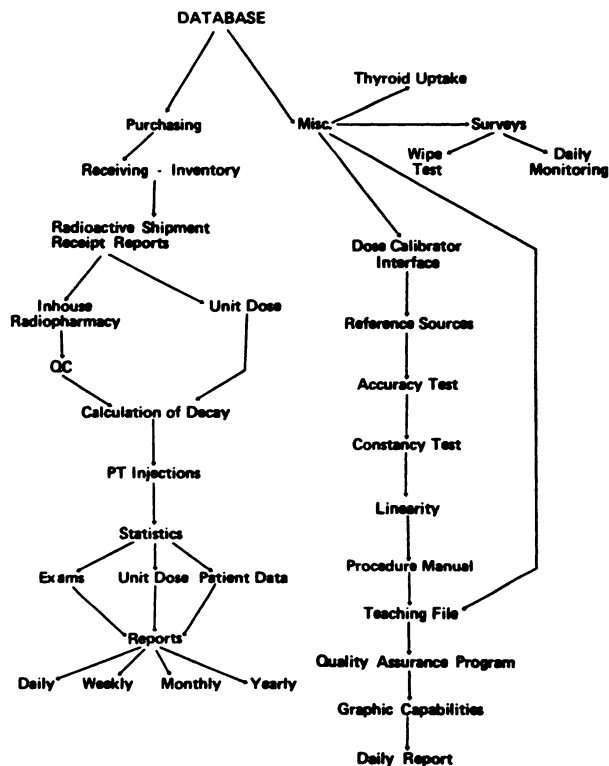 DATABASE
Thyroid Uptake
Purchasing
Misc.
Surveys
Wipe
Test
Daily
Monitoring
Receiving - Inventory
Radioactive Shipment
Receipt Reports
Dose Calibrator
Interface
Inhouse
Radiopharmacy
Unit Dose
Reference Sources
QC
Accuracy Test
Calculation of Decay
Constancy Test
PT Injections
Linearity
Statistics
Procedure Manual
Exams
Unit Dose
Patient Data
Teaching File
Reports
Quality Assurance Program
Daily
Weekly
Monthly
Yearly
Graphic Capabilities
Daily Report